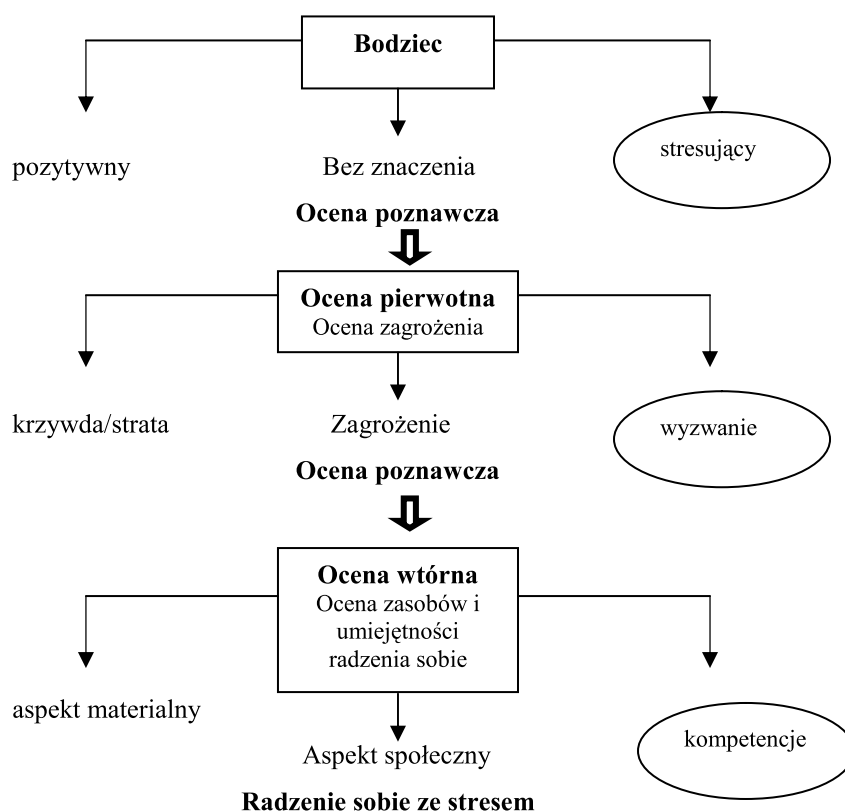 Bodziec
pozytywny
Bez znaczenia
stresujący
Ocena poznawcza
Ocena pierwotna
Ocena zagrożenia
krzywda/strata
Zagrożenie
wyzwanie
Ocena poznawcza
Ocena wtórna
Ocena zasobów i
umiejętności
radzenia sobie
aspekt materialny
Aspekt społeczny
kompetencje
Radzenie sobie ze stresem